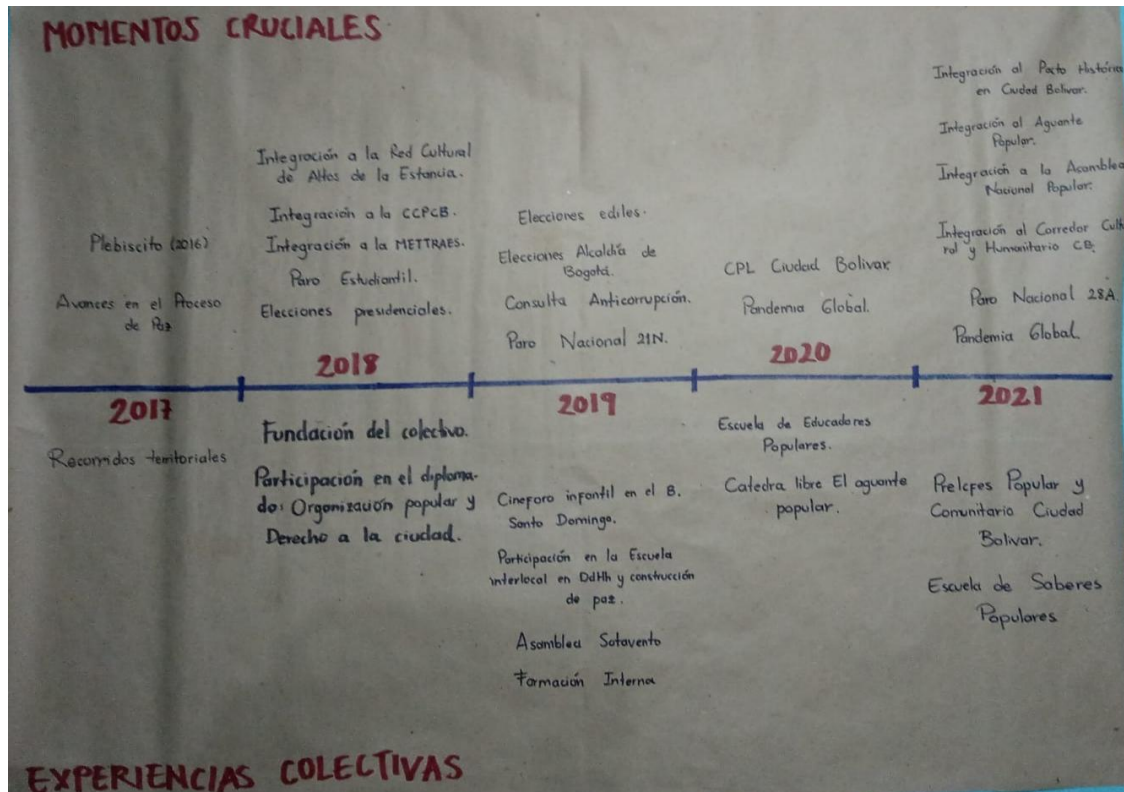 MOMENTOS CRUCIALES
Plebiscito (2016)
Avances en el Proceso
de Paz
2017
Recorridos territoriales
Integración a la Red Cultural
de Altos de la Estancia.
Integración a la CCPCB.
Integración a la METTRAES.
Paro Estudiantil.
Elecciones presidenciales.
2018
Fundación del colectivo.
Participación en el diploma-
do: Organización popular y
Derecho a la ciudad.
Elecciones ediles.
Elecciones Alcaldía de
Bogotá.
Consulta Anticorrupción.
Paro Nacional 21N.
2019
Cineforo infantil en el B.
Santo Domingo.
Participación en la Escuela
interlocal en DdHh y construcción
de paz.
Asamblea Sotavento
Formación Interna
CPL Ciudad Bolivar.
Pandemia Global.
2020
Escuela de Educadores
Populares.
Catedra libre El aguante
popular.
Integración al Pacto Histórico
en Ciudad Bolivar.
Integración al Aguante
Popular.
Integración a la Asamblea
Nacional Popular.
Integración al Corredor Cultu
ral y Humanitario CB.
Paro Nacional 28A.
Pandemia Global.
2021
PreIcfes Popular y
Comunitario Ciudad
Bolivar.
Escuela de Saberes
Populares
EXPERIENCIAS COLECTIVAS